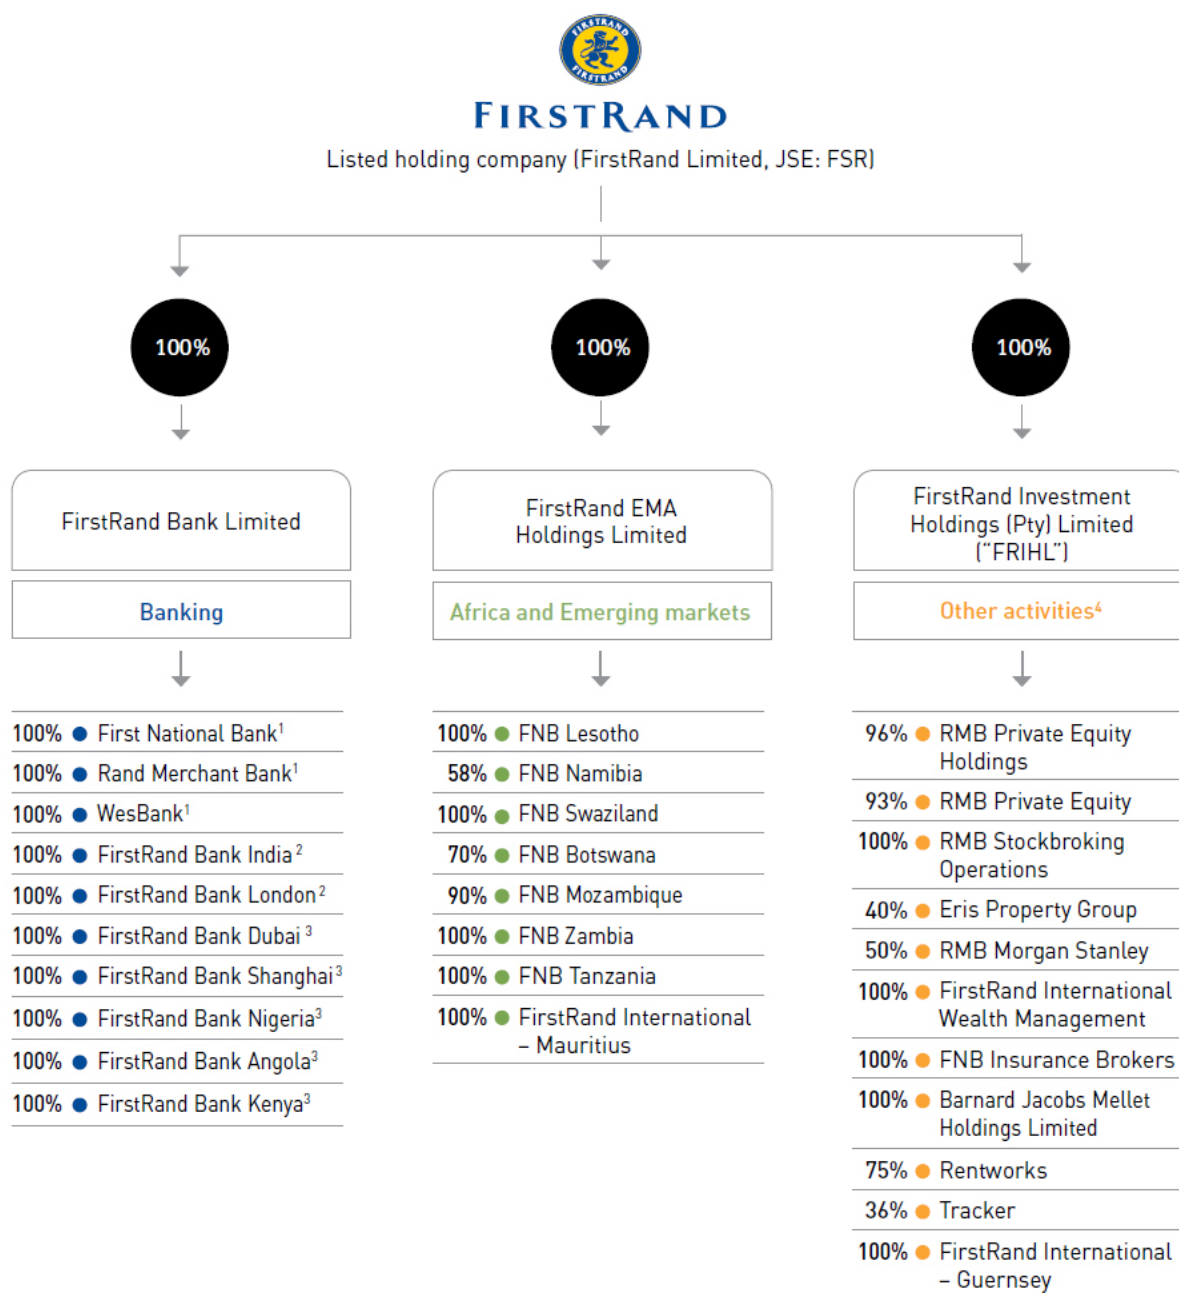 FIRSTRAND
FIRSTRAND
FIRSTRAND
Listed holding company (FirstRand Limited, JSE: FSR)
100%
100%
100%
FirstRand Bank Limited
Banking
100% First National Bank¹
100% Rand Merchant Bank¹
100% WesBank¹
100% FirstRand Bank India²
100% FirstRand Bank London²
100% FirstRand Bank Dubai³
100% FirstRand Bank Shanghai³
100% FirstRand Bank Nigeria³
100% FirstRand Bank Angola³
100% FirstRand Bank Kenya³
FirstRand EMA
Holdings Limited
Africa and Emerging markets
100% FNB Lesotho
58% FNB Namibia
100% FNB Swaziland
70% FNB Botswana
90% FNB Mozambique
100% FNB Zambia
100% FNB Tanzania
100% FirstRand International
– Mauritius
FirstRand Investment
Holdings (Pty) Limited
(“FRIHL”)
Other activities⁴
96% RMB Private Equity
Holdings
93% RMB Private Equity
100% RMB Stockbroking
Operations
40% Eris Property Group
50% RMB Morgan Stanley
100% FirstRand International
Wealth Management
100% FNB Insurance Brokers
100% Barnard Jacobs Mellet
Holdings Limited
75% Rentworks
36% Tracker
100% FirstRand International
– Guernsey